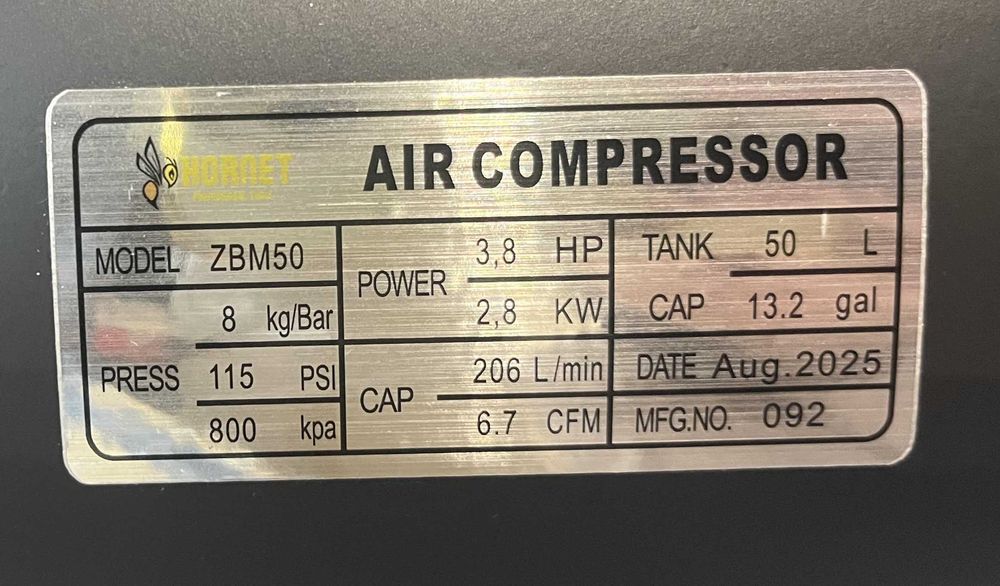 HORNET
AIR COMPRESSOR
MODEL ZBM50
PRESS
8 kg/Bar
115 PSI
800 kpa
POWER
3,8 HP
2,8 KW
CAP
206 L/min
6.7 CFM
TANK 50 L
CAP 13.2 gal
DATE Aug.2025
MFG.NO. 092